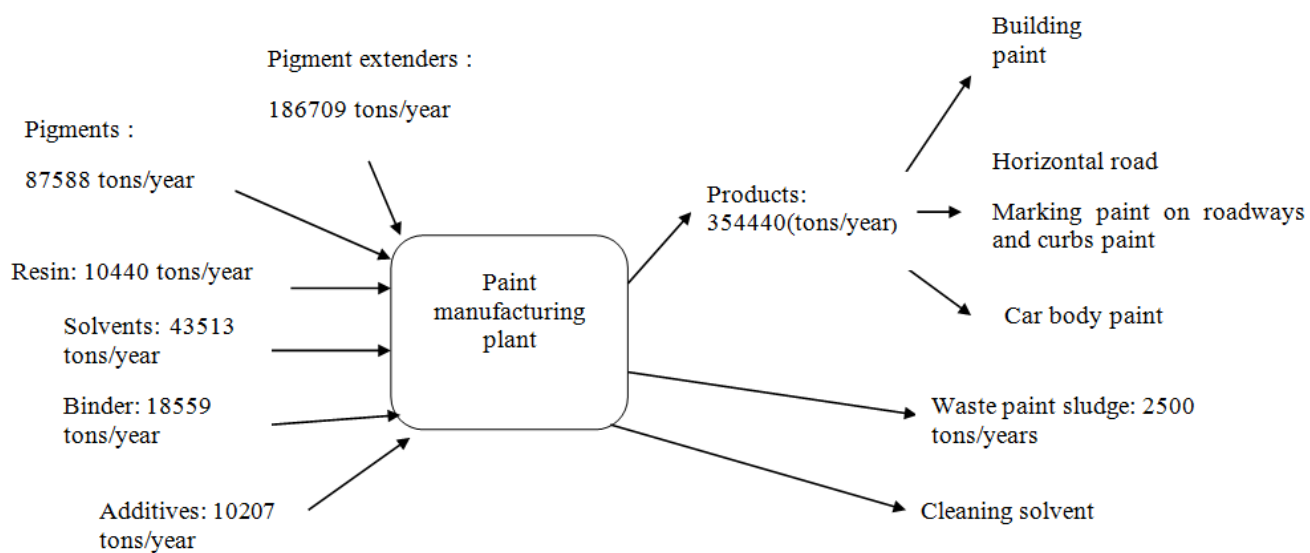 Pigment extenders :
186709 tons/year
Pigments :
87588 tons/year
Resin: 10440 tons/year
Solvents: 43513
tons/year
Binder: 18559
tons/year
Additives: 10207
tons/year
Paint
manufacturing
plant
Products:
354440(tons/year)
Building
paint
Horizontal road
Marking paint on roadways
and curbs paint
Car body paint
Waste paint sludge: 2500
tons/years
Cleaning solvent